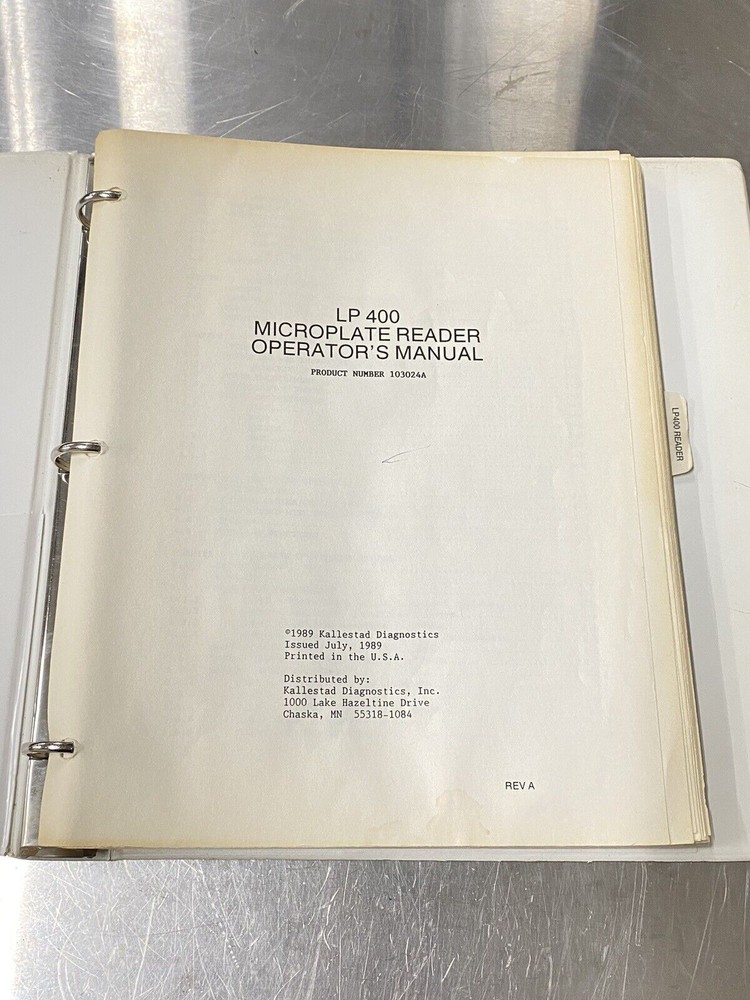 LP 400
MICROPLATE READER
OPERATOR'S MANUAL
PRODUCT NUMBER 103024A
LP400 READER
©1989 Kallestad Diagnostics
Issued July, 1989
Printed in the U.S.A.
Distributed by:
Kallestad Diagnostics, Inc.
1000 Lake Hazeltine Drive
Chaska, MN 55318-1084
REV A